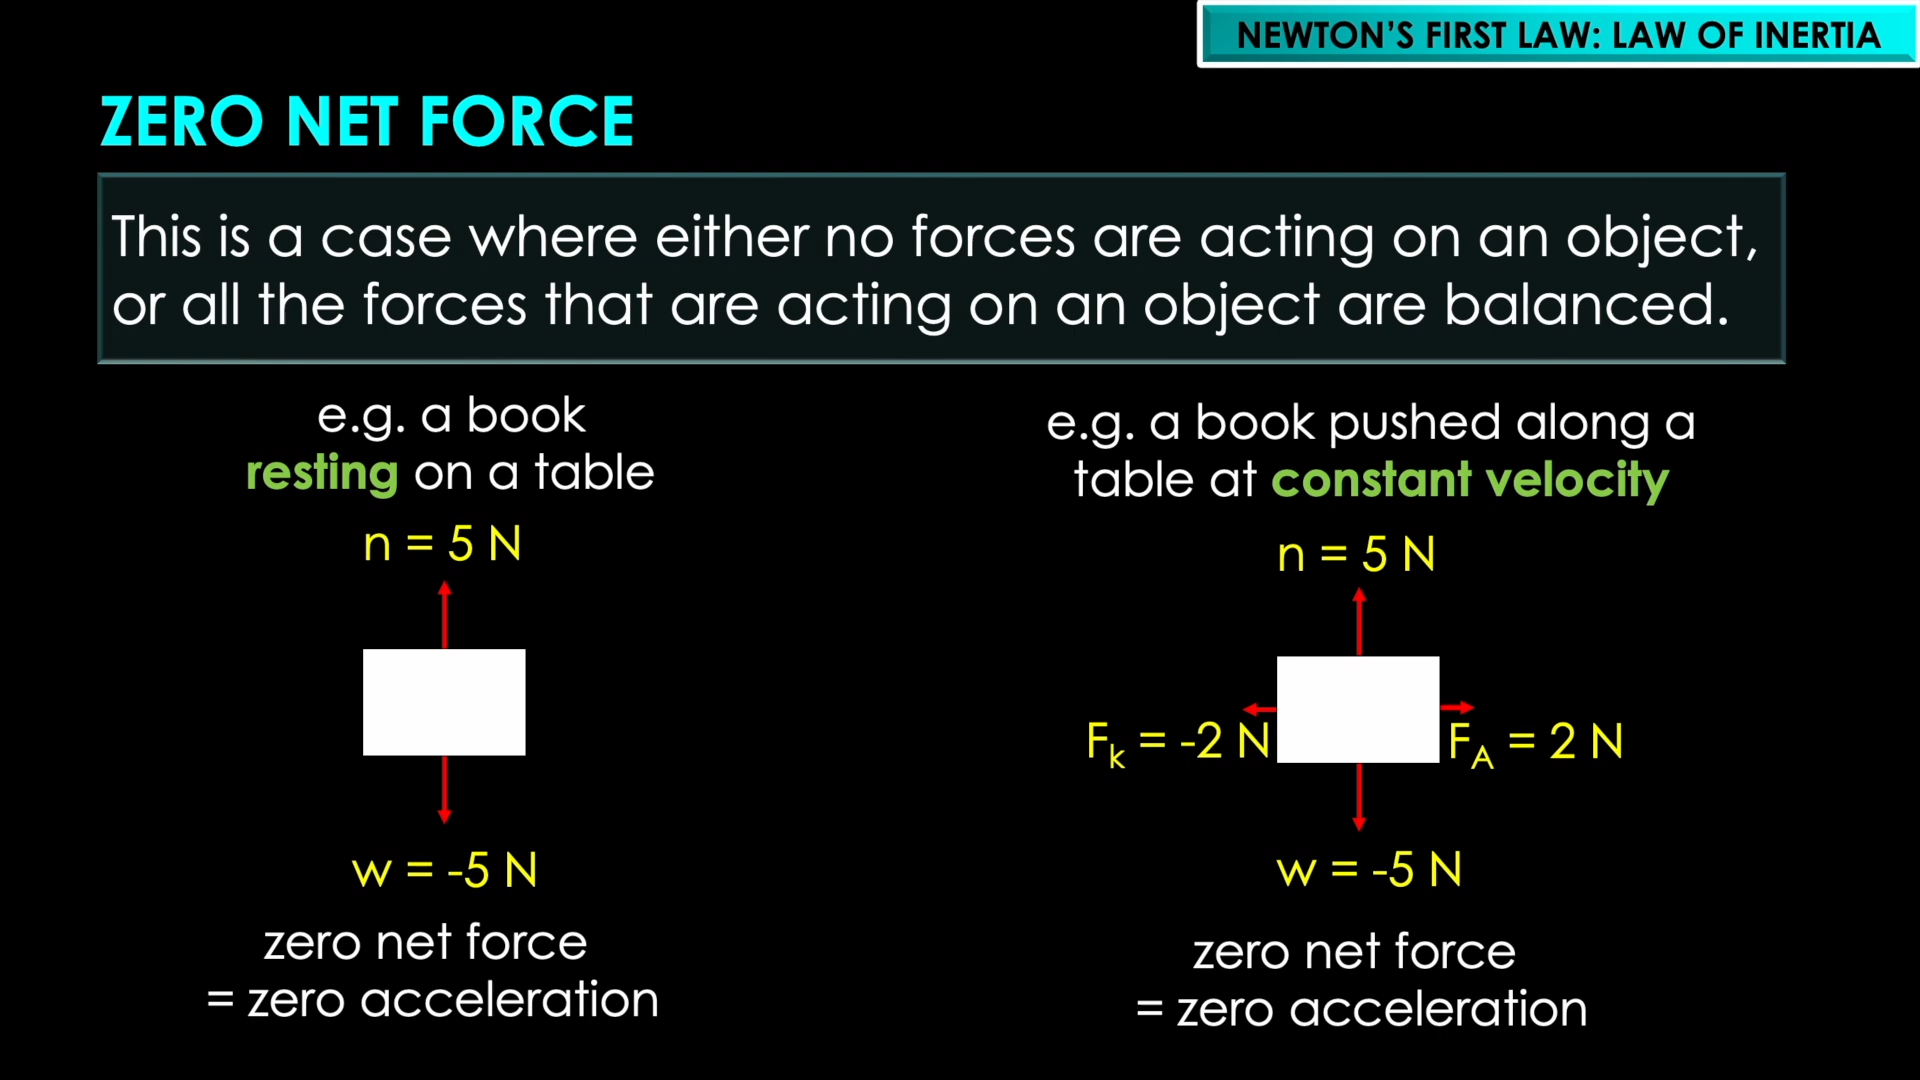 NEWTON’S FIRST LAW: LAW OF INERTIA
ZERO NET FORCE
This is a case where either no forces are acting on an object,
or all the forces that are acting on an object are balanced.
e.g. a book
resting on a table
n = 5 N
w = -5 N
zero net force
= zero acceleration
e.g. a book pushed along a
table at constant velocity
n = 5 N
Fk = -2 N
FA = 2 N
w = -5 N
zero net force
= zero acceleration